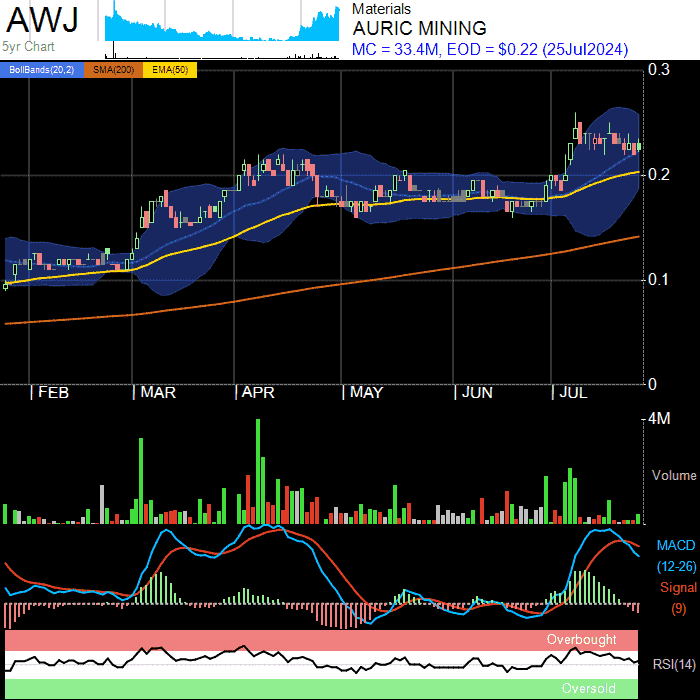 AWJ
5yr Chart
Materials
AURIC MINING
MC = 33.4M, EOD = $0.22 (25Jul2024)
BollBands(20,2) SMA(200) EMA(50)
0.3
0.2
0.1
0
| FEB | MAR | APR | MAY | JUN | JUL
4M
Volume
MACD
(12-26)
Signal
(9)
Overbought
RSI(14)
Oversold